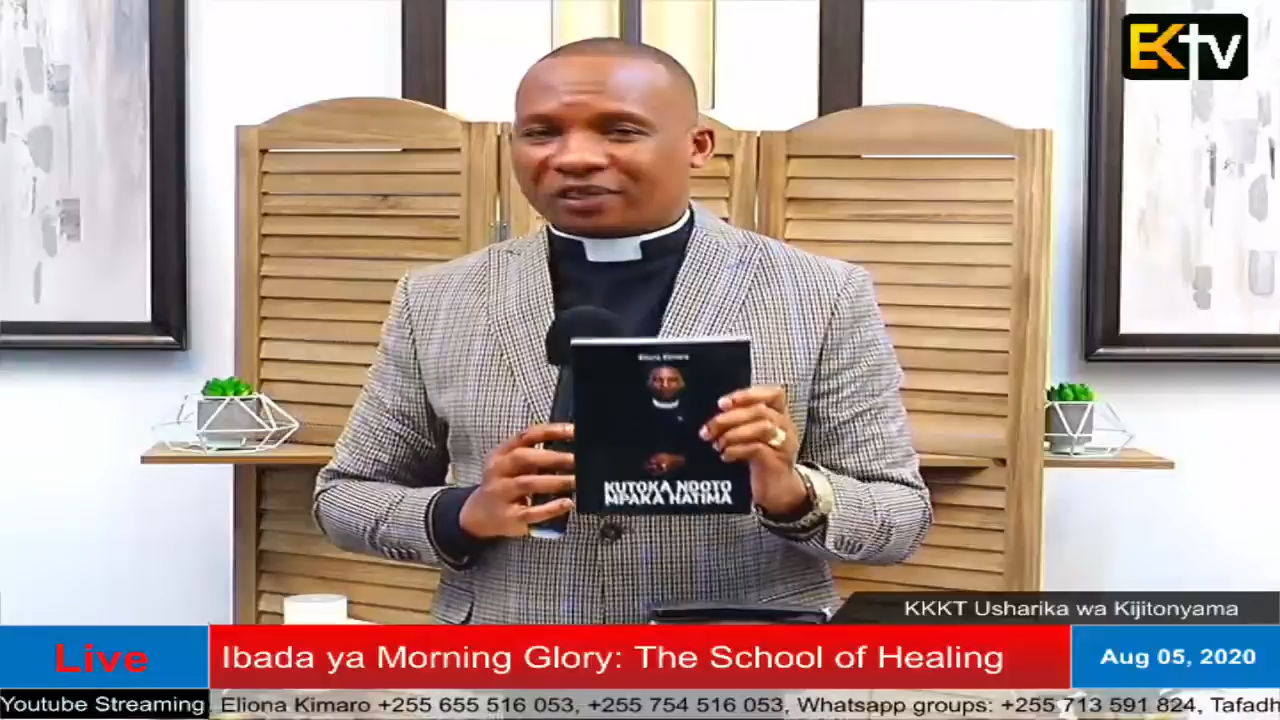 EKtv
Eliona Kimaro
KUTOKA NDOTO
MPAKA HATIMA
KKKT Usharika wa Kijitonyama
Live
Ibada ya Morning Glory: The School of Healing
Aug 05, 2020
Youtube Streaming
Eliona Kimaro +255 655 516 053, +255 754 516 053, Whatsapp groups: +255 713 591 824, Tafadh